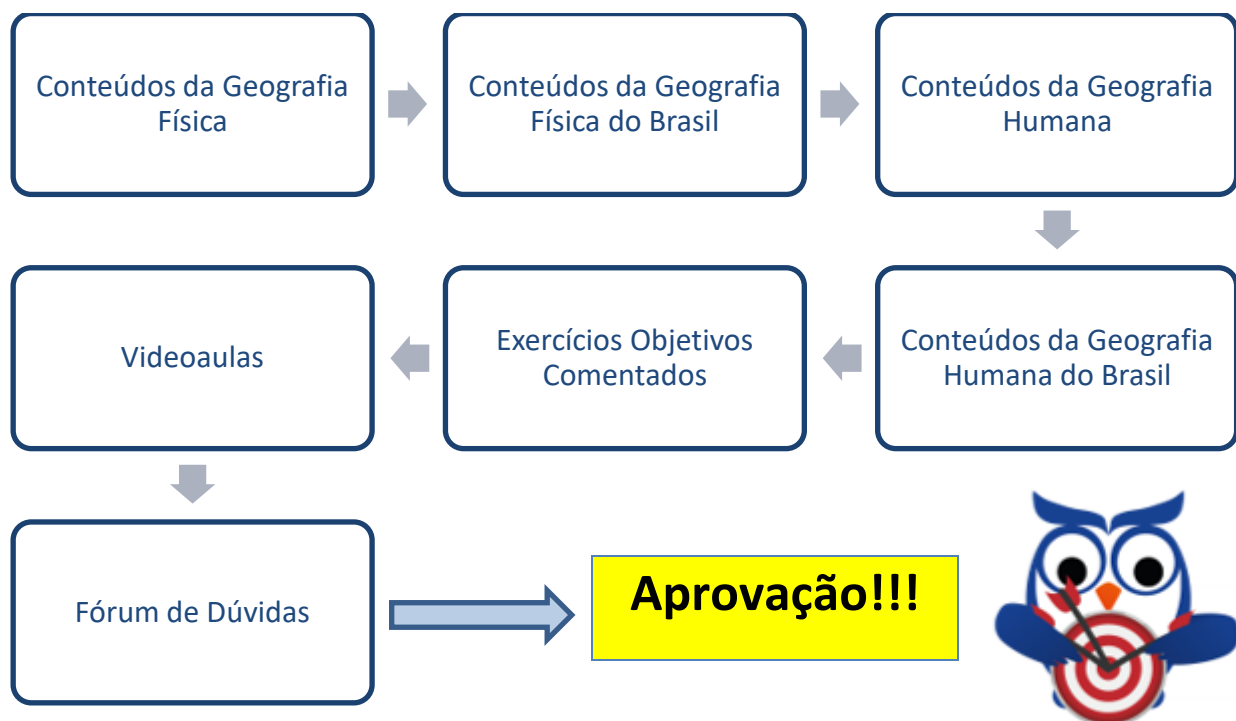 Conteúdos da Geografia
Física
Conteúdos da Geografia
Física do Brasil
Conteúdos da Geografia
Humana
Conteúdos da Geografia
Humana do Brasil
Exercícios Objetivos
Comentados
Videoaulas
Fórum de Dúvidas
Aprovação!!!